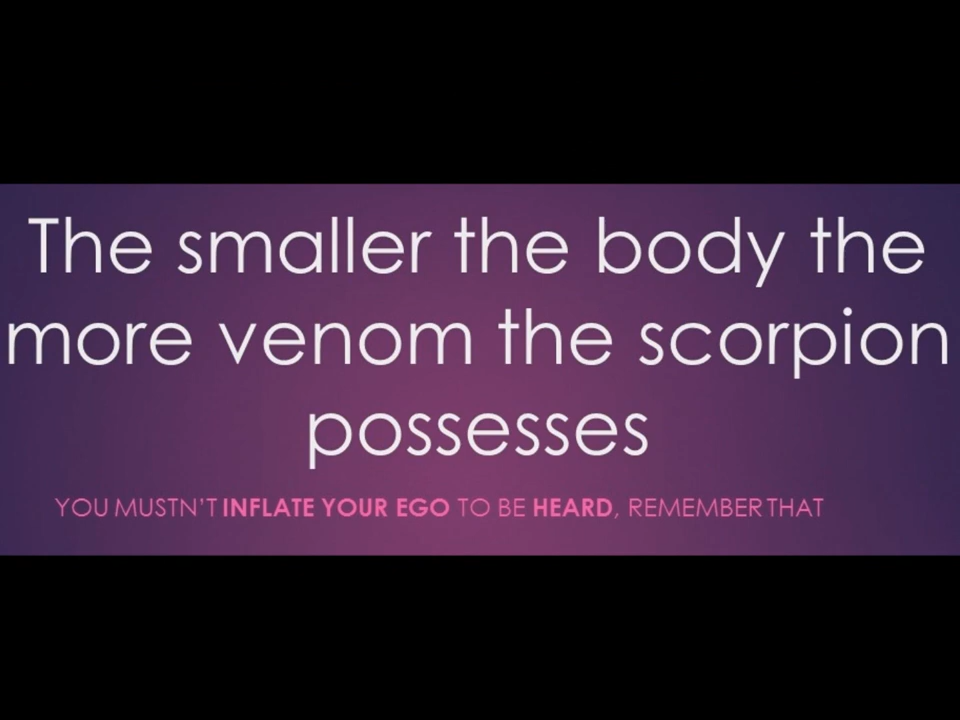 The smaller the body the
more venom the scorpion
possesses
YOU MUSTN'T INFLATE YOUR EGO TO BE HEARD, REMEMBER THAT